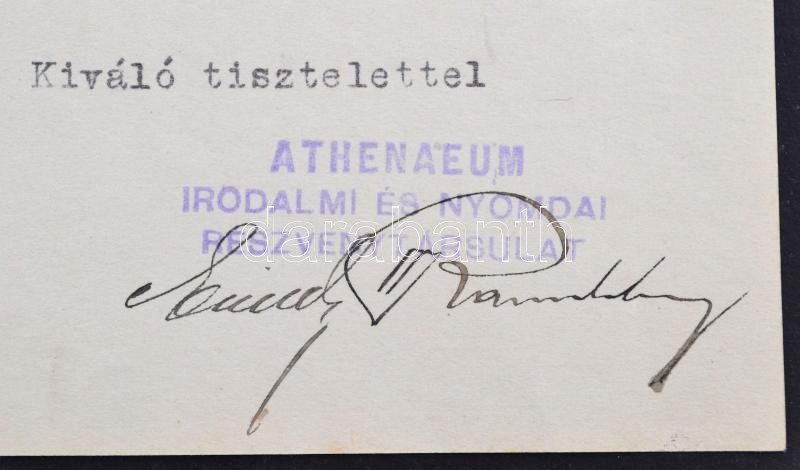 Kiváló tisztelettel
ATHENAEUM
IRODALMI ÉS NYOMDAI
RÉSZVÉNYTÁRSULAT
darabanth